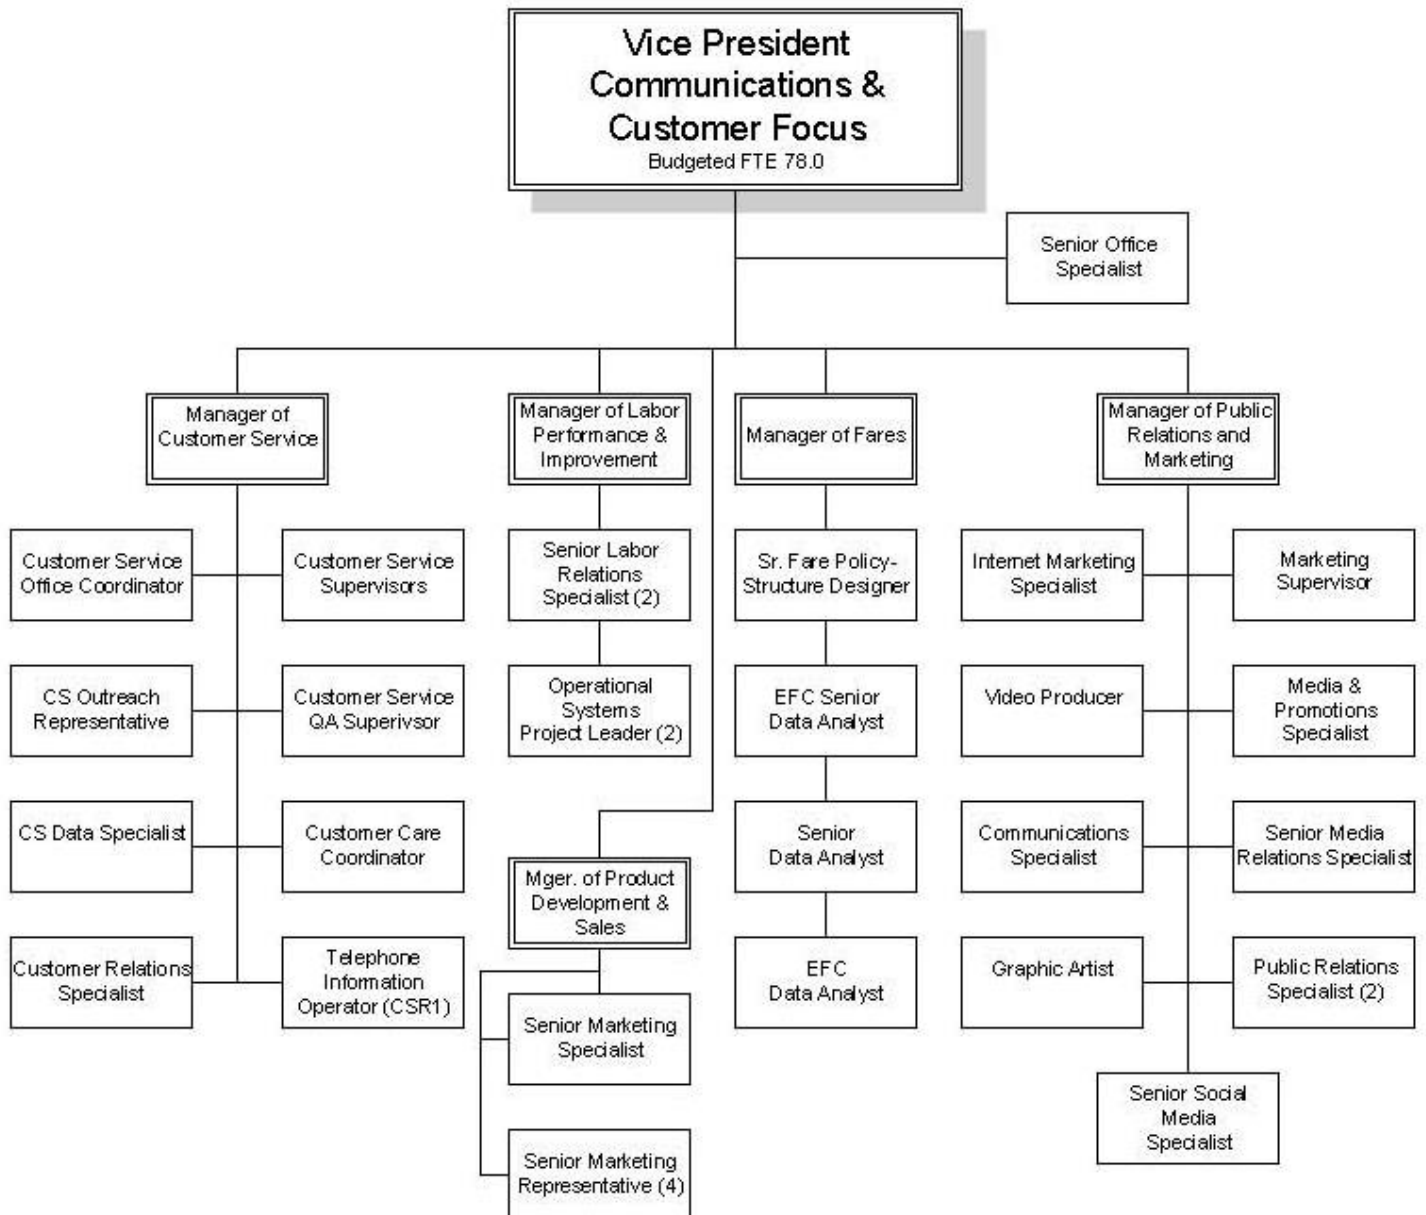 Vice President
Communications &
Customer Focus
Budgeted FTE 78.0
Senior Office
Specialist
Manager of
Customer Service
Manager of Labor
Performance &
Improvement
Manager of Fares
Manager of Public
Relations and
Marketing
Customer Service
Office Coordinator
Customer Service
Supervisors
Senior Labor
Relations
Specialist (2)
Sr. Fare Policy-
Structure Designer
Internet Marketing
Specialist
Marketing
Supervisor
CS Outreach
Representative
Customer Service
QA Superivsor
Operational
Systems
Project Leader (2)
EFC Senior
Data Analyst
Video Producer
Media &
Promotions
Specialist
CS Data Specialist
Customer Care
Coordinator
Mger. of Product
Development &
Sales
Senior
Data Analyst
Communications
Specialist
Senior Media
Relations Specialist
Customer Relations
Specialist
Telephone
Information
Operator (CSR1)
Senior Marketing
Specialist
EFC
Data Analyst
Graphic Artist
Public Relations
Specialist (2)
Senior Marketing
Representative (4)
Senior Social
Media
Specialist